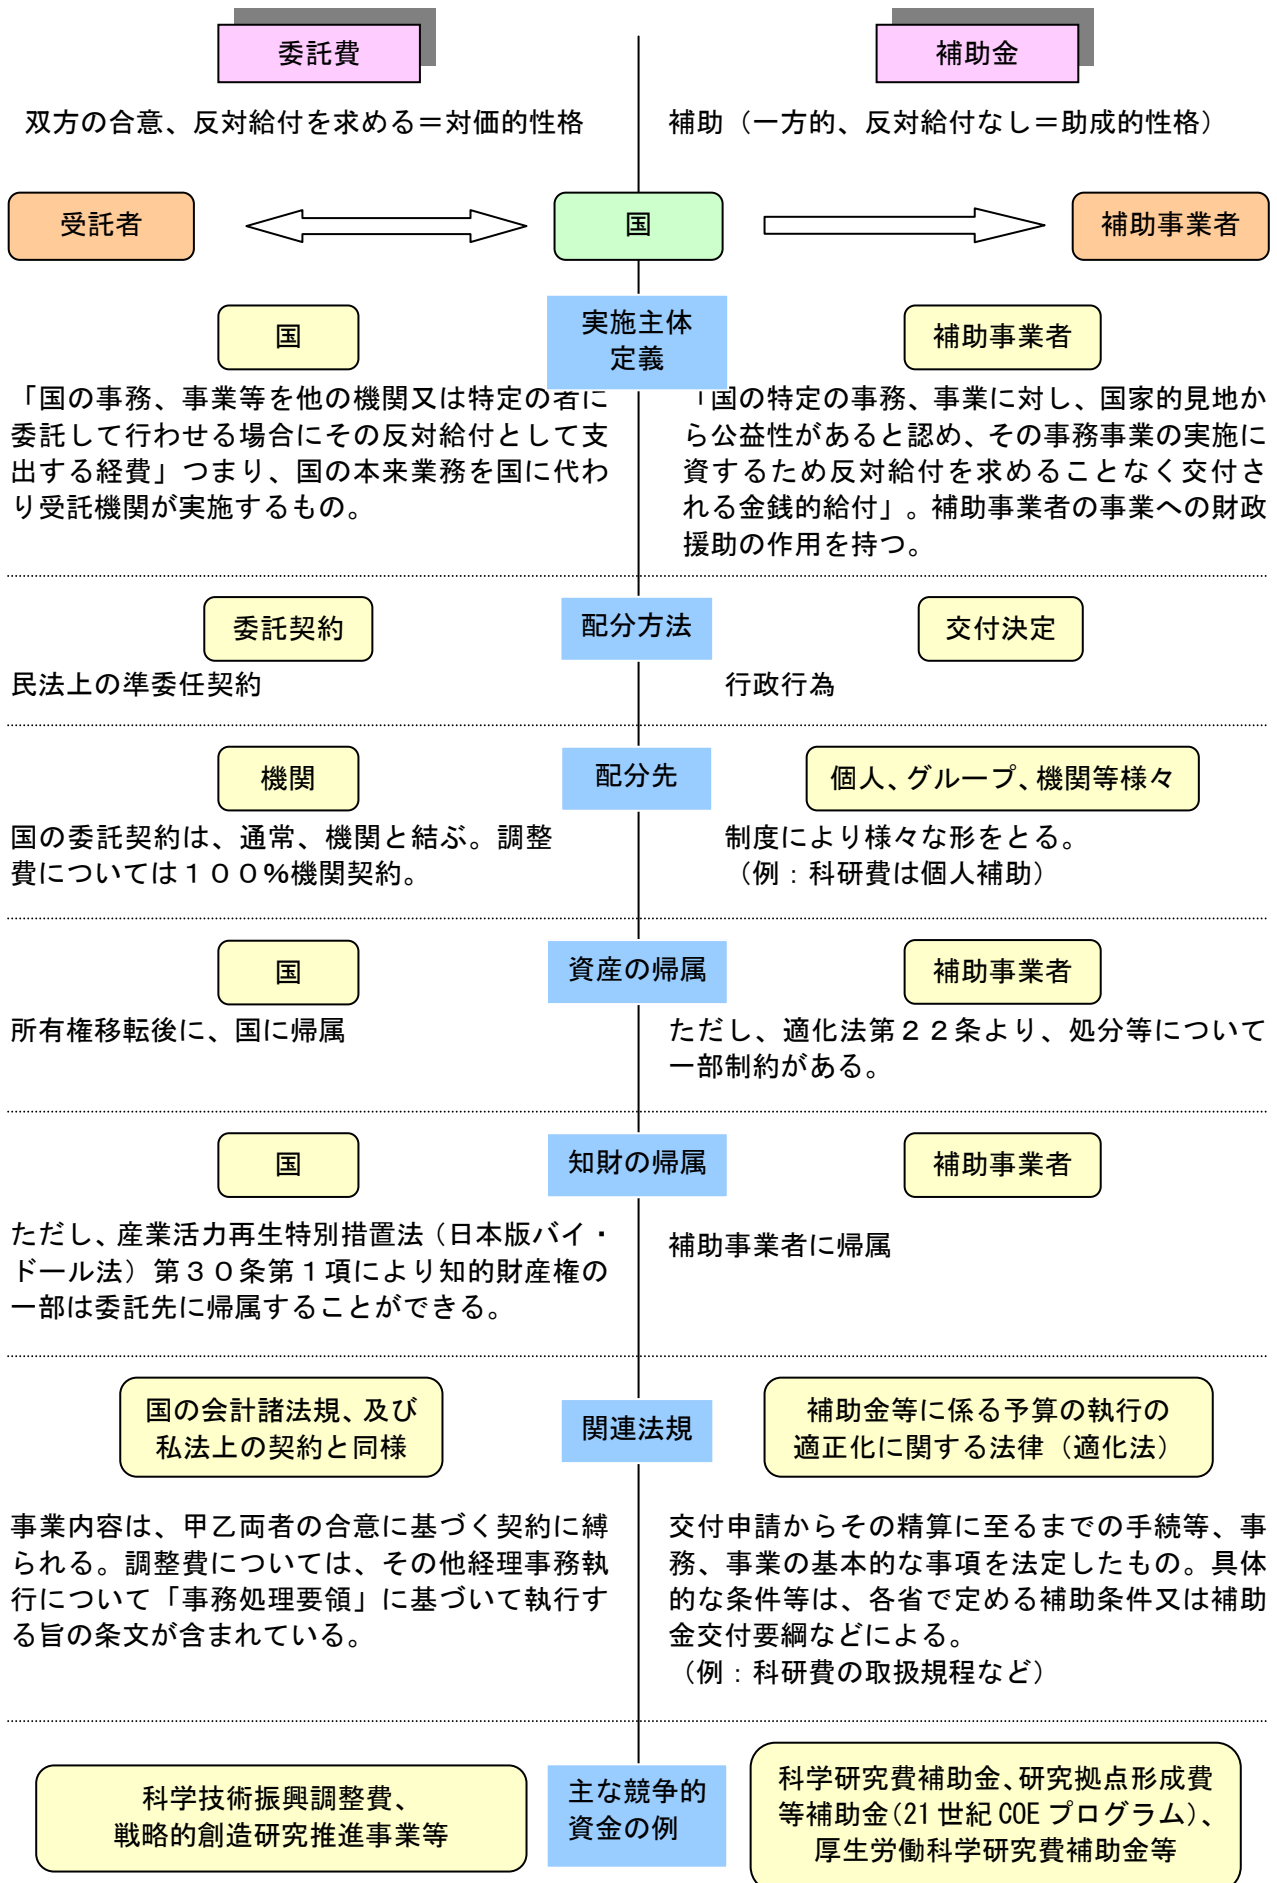 委託費
補助金
双方の合意、反対給付を求める＝対価的性格
補助（一方的、反対給付なし＝助成的性格）
受託者
国
補助事業者
実施主体
定義
国
補助事業者
「国の事務、事業等を他の機関又は特定の者に
委託して行わせる場合にその反対給付として支
出する経費」つまり、国の本来業務を国に代わ
り受託機関が実施するもの。
「国の特定の事務、事業に対し、国家的見地か
ら公益性があると認め、その事務事業の実施に
資するため反対給付を求めることなく交付さ
れる金銭的給付」。補助事業者の事業への財政
援助の作用を持つ。
委託契約
配分方法
交付決定
民法上の準委任契約
行政行為
機関
配分先
個人、グループ、機関等様々
国の委託契約は、通常、機関と結ぶ。調整
費については１００％機関契約。
制度により様々な形をとる。
（例：科研費は個人補助）
国
資産の帰属
補助事業者
所有権移転後に、国に帰属
ただし、適化法第２２条より、処分等について
一部制約がある。
国
知財の帰属
補助事業者
ただし、産業活力再生特別措置法（日本版バイ・
ドール法）第３０条第１項により知的財産権の
一部は委託先に帰属することができる。
補助事業者に帰属
国の会計諸法規、及び
私法上の契約と同様
関連法規
補助金等に係る予算の執行の
適正化に関する法律（適化法）
事業内容は、甲乙両者の合意に基づく契約に縛
られる。調整費については、その他経理事務執
行について「事務処理要領」に基づいて執行す
る旨の条文が含まれている。
交付申請からその精算に至るまでの手続等、事
務、事業の基本的な事項を法定したもの。具体
的な条件等は、各省で定める補助条件又は補助
金交付要綱などによる。
（例：科研費の取扱規程など）
科学技術振興調整費、
戦略的創造研究推進事業等
主な競争的
資金の例
科学研究費補助金、研究拠点形成費
等補助金（21世紀COEプログラム）、
厚生労働科学研究費補助金等